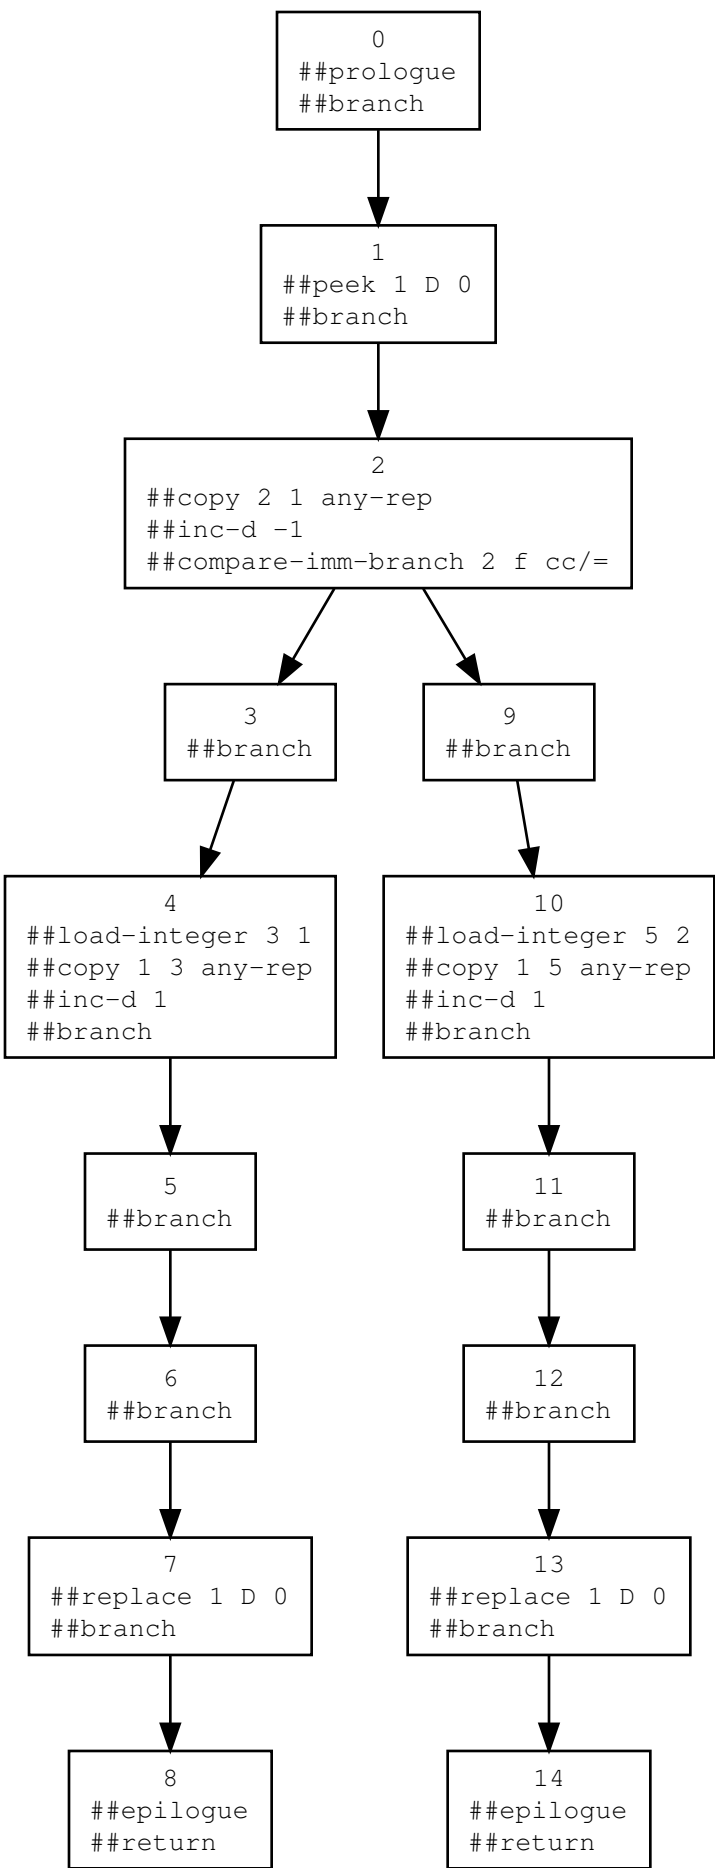 0
##prologue
##branch
1
##peek 1 D 0
##branch
2
##copy 2 1 any-rep
##inc-d -1
##compare-imm-branch 2 f cc/=
3
##branch
9
##branch
4
##load-integer 3 1
##copy 1 3 any-rep
##inc-d 1
##branch
10
##load-integer 5 2
##copy 1 5 any-rep
##inc-d 1
##branch
5
##branch
11
##branch
6
##branch
12
##branch
7
##replace 1 D 0
##branch
13
##replace 1 D 0
##branch
8
##epilogue
##return
14
##epilogue
##return